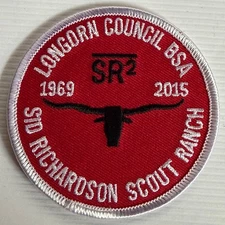 LONGORN COUNCIL BSA
SR²
1969 2015
SID RICHARDSON SCOUT RANCH